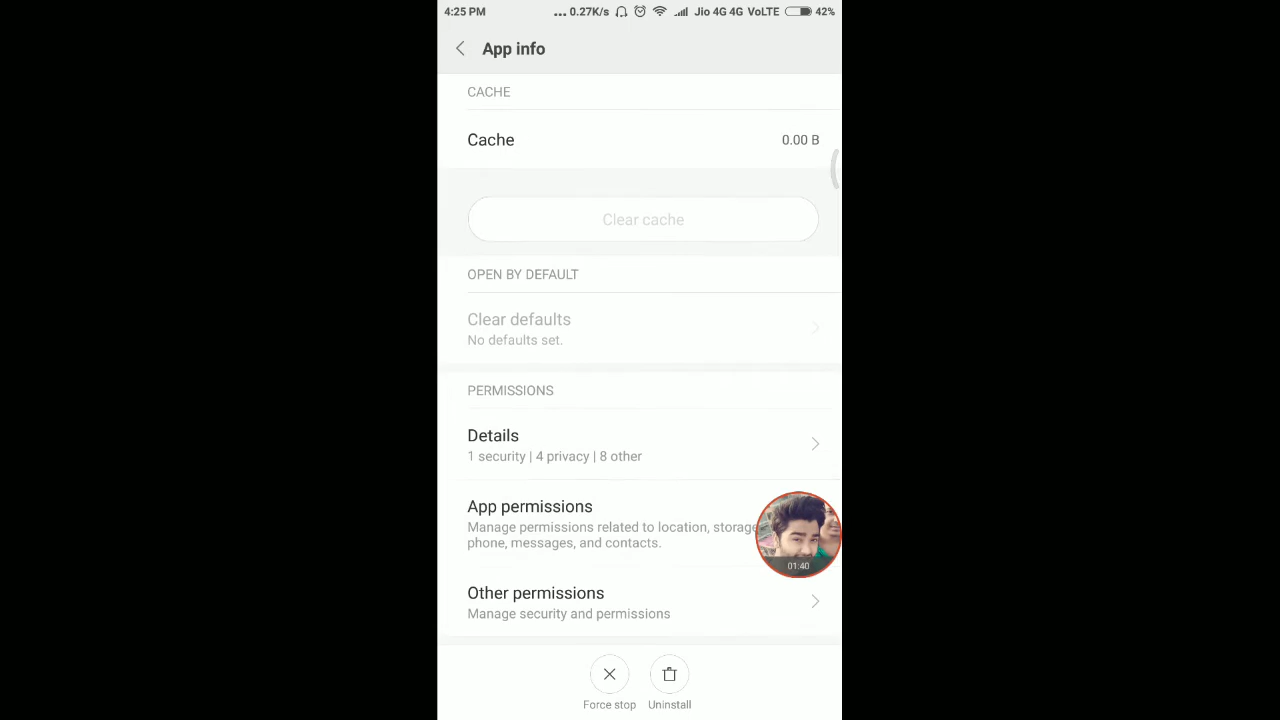 4:25 PM ... 0.27K/s Jio 4G 4G VoLTE 42%
App info
CACHE
Cache 0.00 B
Clear cache
OPEN BY DEFAULT
Clear defaults
No defaults set.
PERMISSIONS
Details
1 security | 4 privacy | 8 other
App permissions
Manage permissions related to location, storage
phone, messages, and contacts.
01:40
Other permissions
Manage security and permissions
Force stop Uninstall